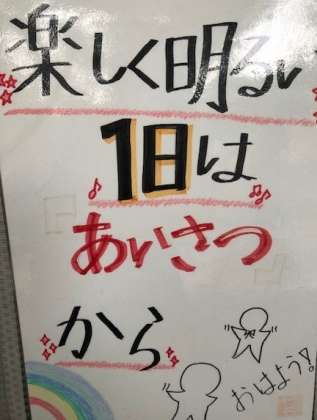 楽しく明るい
1日は
あいさつ
から
おはよう!